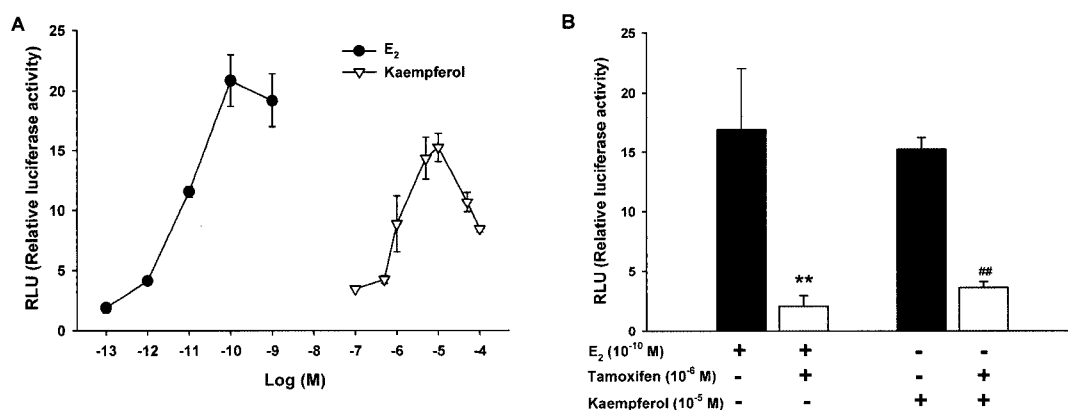 A
RLU (Relative luciferase activity)
25
20
15
10
5
0
E2
Kaempferol
-13 -12 -11 -10 -9 -8 -7 -6 -5 -4
Log (M)
B
RLU (Relative luciferase activity)
25
20
15
10
5
0
**
##
E2 (10-10 M) + + - -
Tamoxifen (10-6 M) - + - +
Kaempferol (10-5 M) - - + +